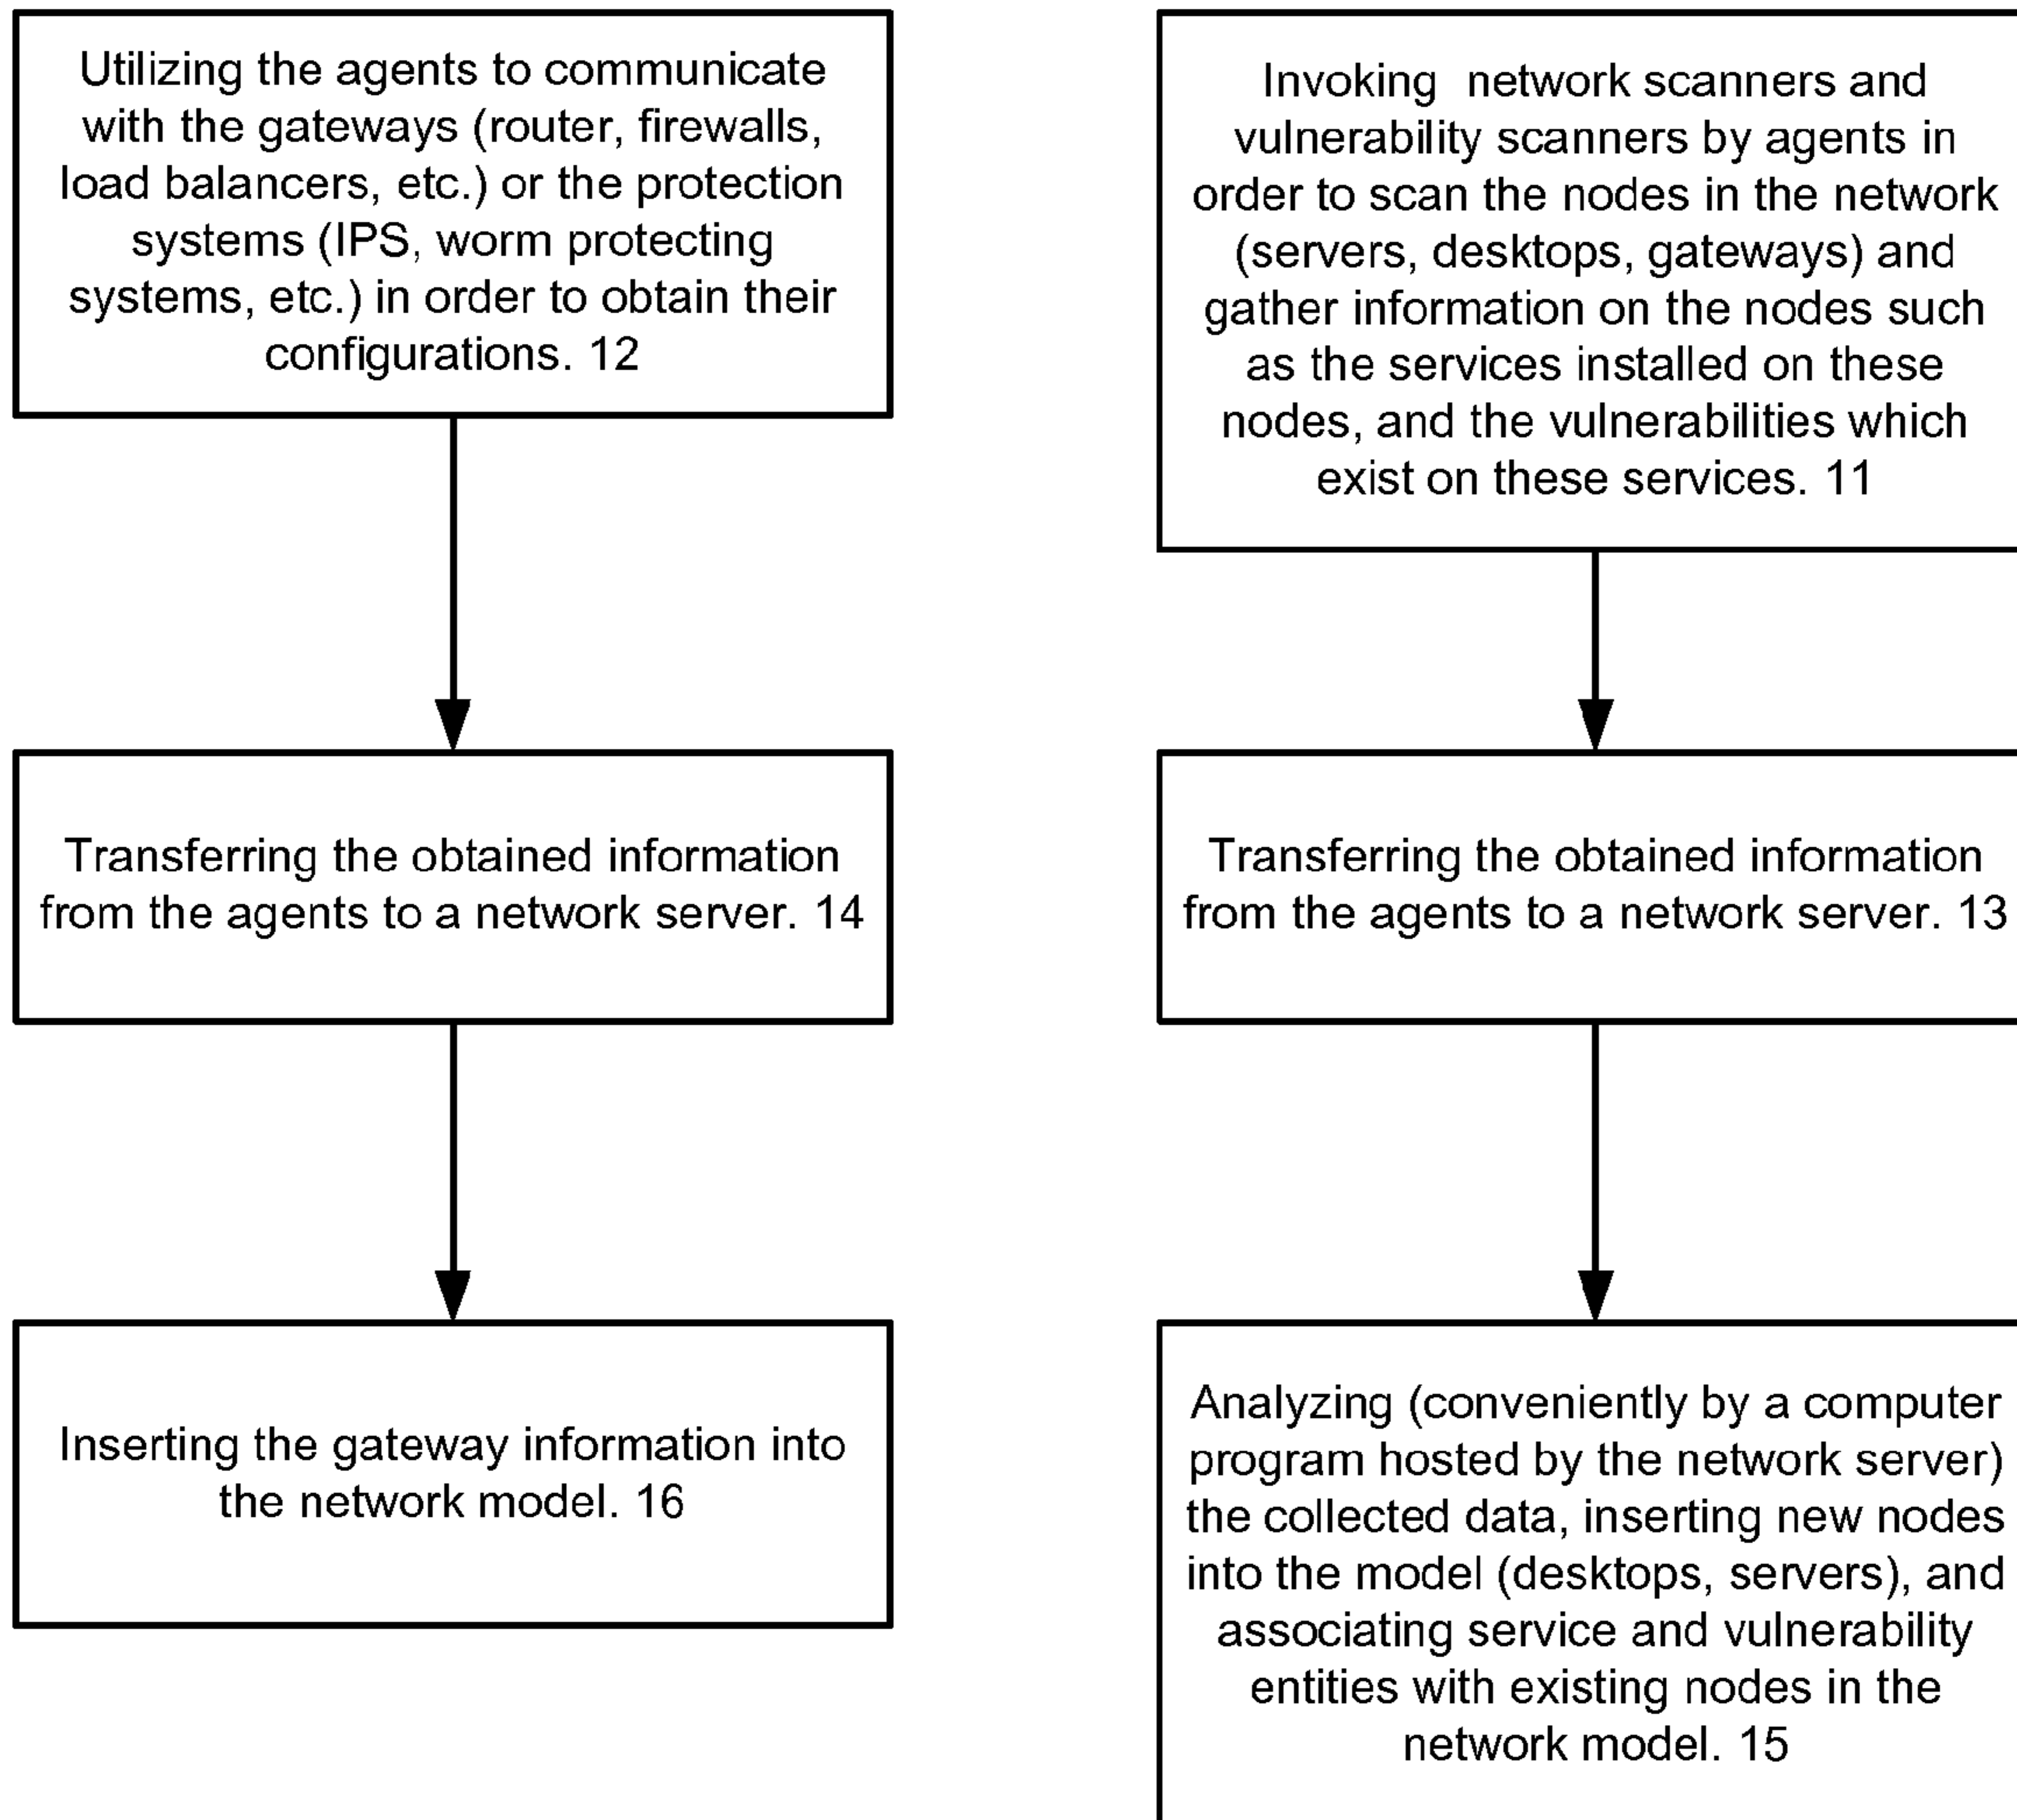 Utilizing the agents to communicate
with the gateways (router, firewalls,
load balancers, etc.) or the protection
systems (IPS, worm protecting
systems, etc.) in order to obtain their
configurations. 12
Transferring the obtained information
from the agents to a network server. 14
Inserting the gateway information into
the network model. 16
Invoking network scanners and
vulnerability scanners by agents in
order to scan the nodes in the network
(servers, desktops, gateways) and
gather information on the nodes such
as the services installed on these
nodes, and the vulnerabilities which
exist on these services. 11
Transferring the obtained information
from the agents to a network server. 13
Analyzing (conveniently by a computer
program hosted by the network server)
the collected data, inserting new nodes
into the model (desktops, servers), and
associating service and vulnerability
entities with existing nodes in the
network model. 15